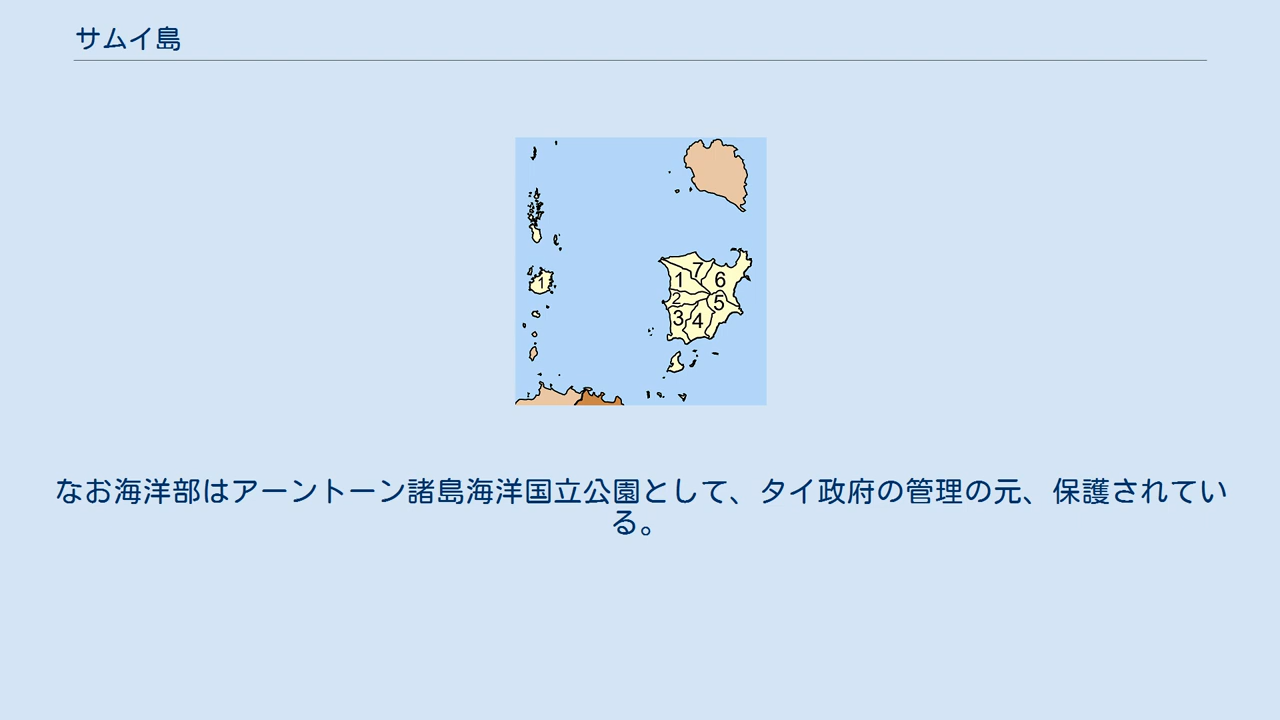 サムイ島
7
1
6
1
2
5
3
4
なお海洋部はアーントーン諸島海洋国立公園として、タイ政府の管理の元、保護されてい
る。